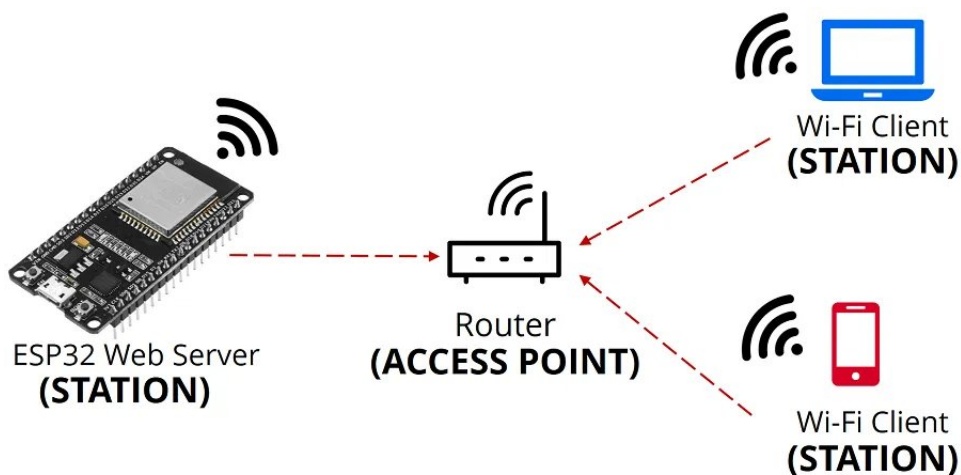 ESP32 Web Server
(STATION)
Router
(ACCESS POINT)
Wi-Fi Client
(STATION)
Wi-Fi Client
(STATION)